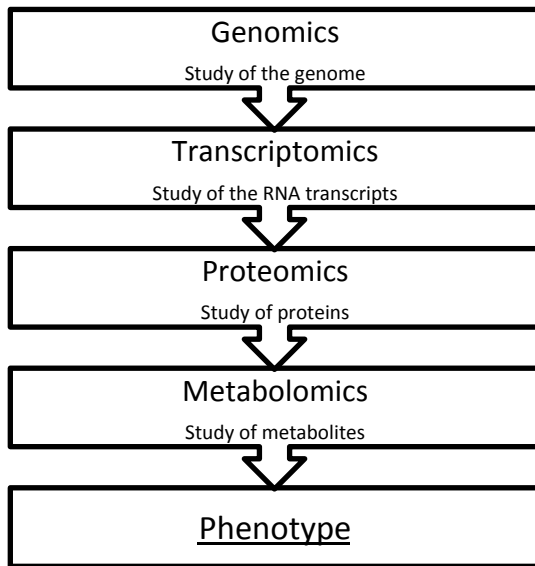 Genomics
Study of the genome
Transcriptomics
Study of the RNA transcripts
Proteomics
Study of proteins
Metabolomics
Study of metabolites
Phenotype